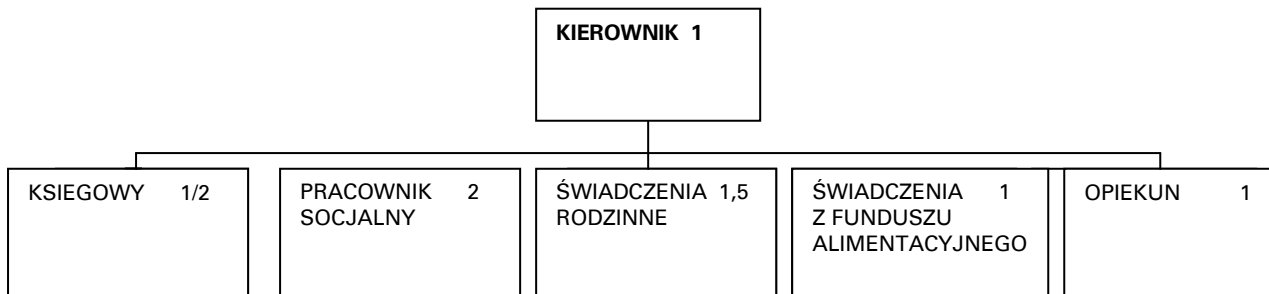 KIEROWNIK 1
KSIEGOWY 1/2
PRACOWNIK 2
SOCJALNY
ŚWIADCZENIA 1,5
RODZINNE
ŚWIADCZENIA 1
Z FUNDUSZU
ALIMENTACYJNEGO
OPIEKUN 1